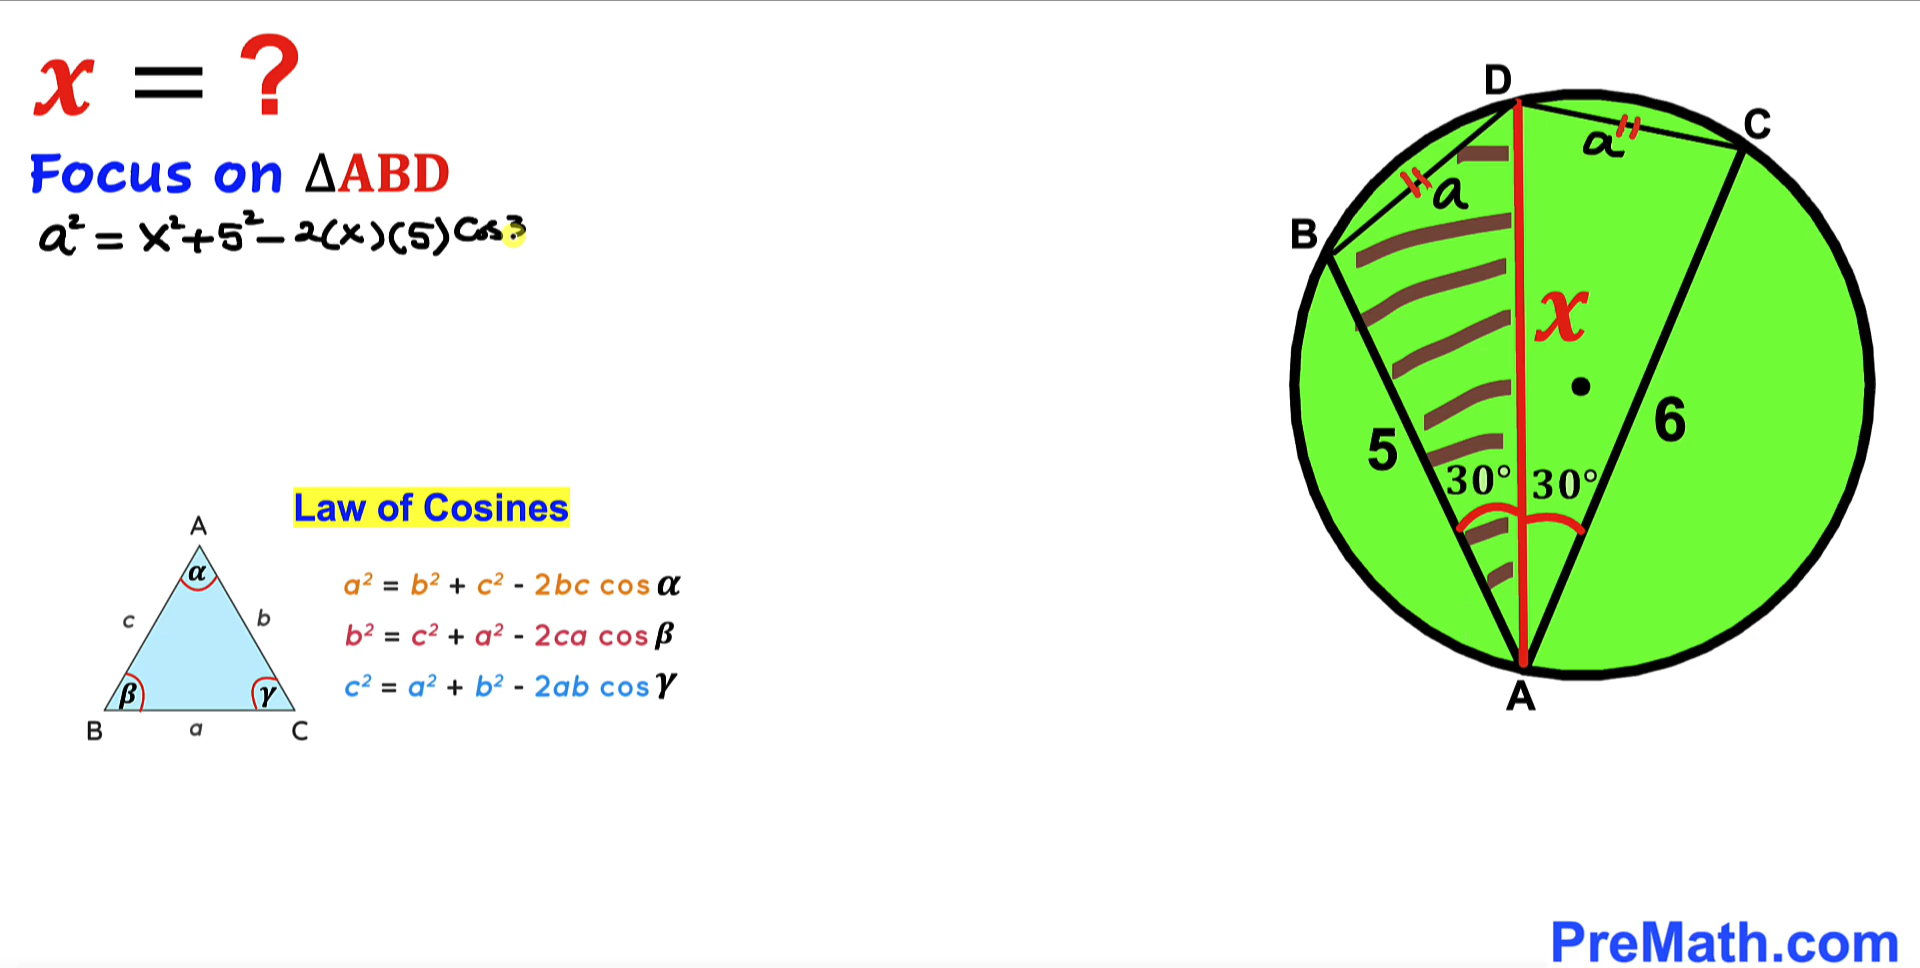 x = ?
Focus on ΔABD
a² = x²+5²-2(x)(5)cos3
Law of Cosines
a² = b² + c² - 2bc cos α
b² = c² + a² - 2ca cos β
c² = a² + b² - 2ab cos γ
A
α
c
b
β
γ
B
a
C
D
C
a
a
B
x
5
6
30° 30°
A
PreMath.com